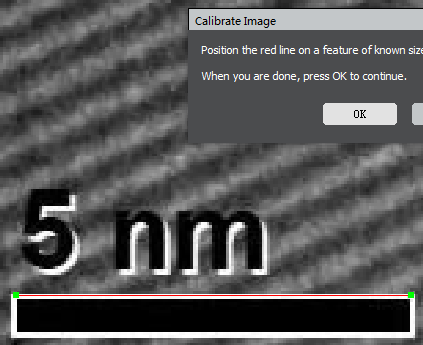 Calibrate Image
Position the red line on a feature of known size
When you are done, press OK to continue.
OK
5 nm